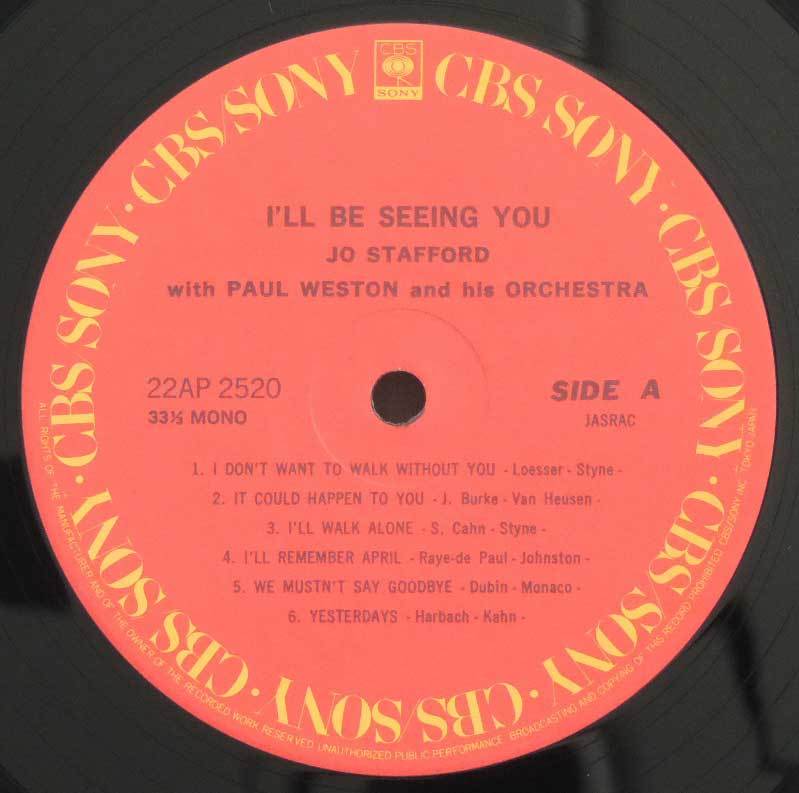 CBS
SONY
CBS SONY · CBS SONY · CBS/SONY · CBS SONY · CBS/SONY · CBS SONY · CBS/SONY · CBS/SONY
I'LL BE SEEING YOU
JO STAFFORD
with PAUL WESTON and his ORCHESTRA
22AP 2520
33⅓ MONO
SIDE A
JASRAC
1. I DON'T WANT TO WALK WITHOUT YOU - Loesser - Styne -
2. IT COULD HAPPEN TO YOU - J. Burke - Van Heusen -
3. I'LL WALK ALONE - S. Cahn - Styne -
4. I'LL REMEMBER APRIL - Raye-de Paul - Johnston -
5. WE MUSTN'T SAY GOODBYE - Dubin - Monaco -
6. YESTERDAYS - Harbach - Kahn -
ALL RIGHTS OF THE MANUFACTURER AND OF THE OWNER OF THE RECORDED WORK RESERVED UNAUTHORIZED PUBLIC PERFORMANCE BROADCASTING AND COPYING OF THIS RECORD PROHIBITED CBS/SONY INC. TOKYO JAPAN